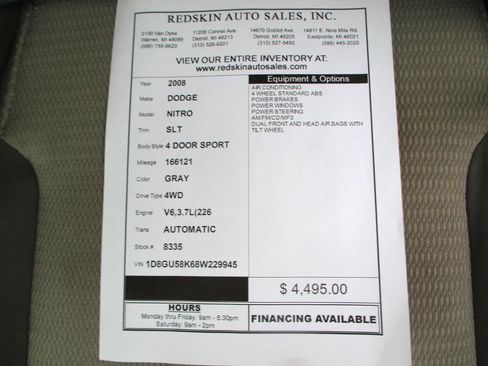 REDSKIN AUTO SALES, INC.
2100 Van Dyke 11206 Conner Ave. 14670 Gratiot Ave. 14811 E. Nine Mile Rd
Warren, MI 48089 Detroit, MI 48213 Detroit, MI 48205 Eastpointe, MI 48021
(313) 526-0201 (313) 527-5450 (586) 445-2020
VIEW OUR ENTIRE INVENTORY AT:
www.redskinautosales.com
Equipment & Options
Year 2008
Make DODGE
Model NITRO
Trim SLT
Body Style 4 DOOR SPORT
Mileage 166121
Color GRAY
Drive Type 4WD
Engine V6,3.7L(226
Trans AUTOMATIC
Stock # 8335
VIN 1D8GU58K68W229945
AIR CONDITIONING
4 WHEEL STANDARD ABS
POWER BRAKES
POWER WINDOWS
POWER STEERING
AM/FM/CD/MP3
DUAL FRONT AND HEAD AIR BAGS WITH
TILT WHEEL
$ 4,495.00
HOURS
Monday thru Friday: 9am - 5:30pm
Saturday: 9am - 2pm
FINANCING AVAILABLE